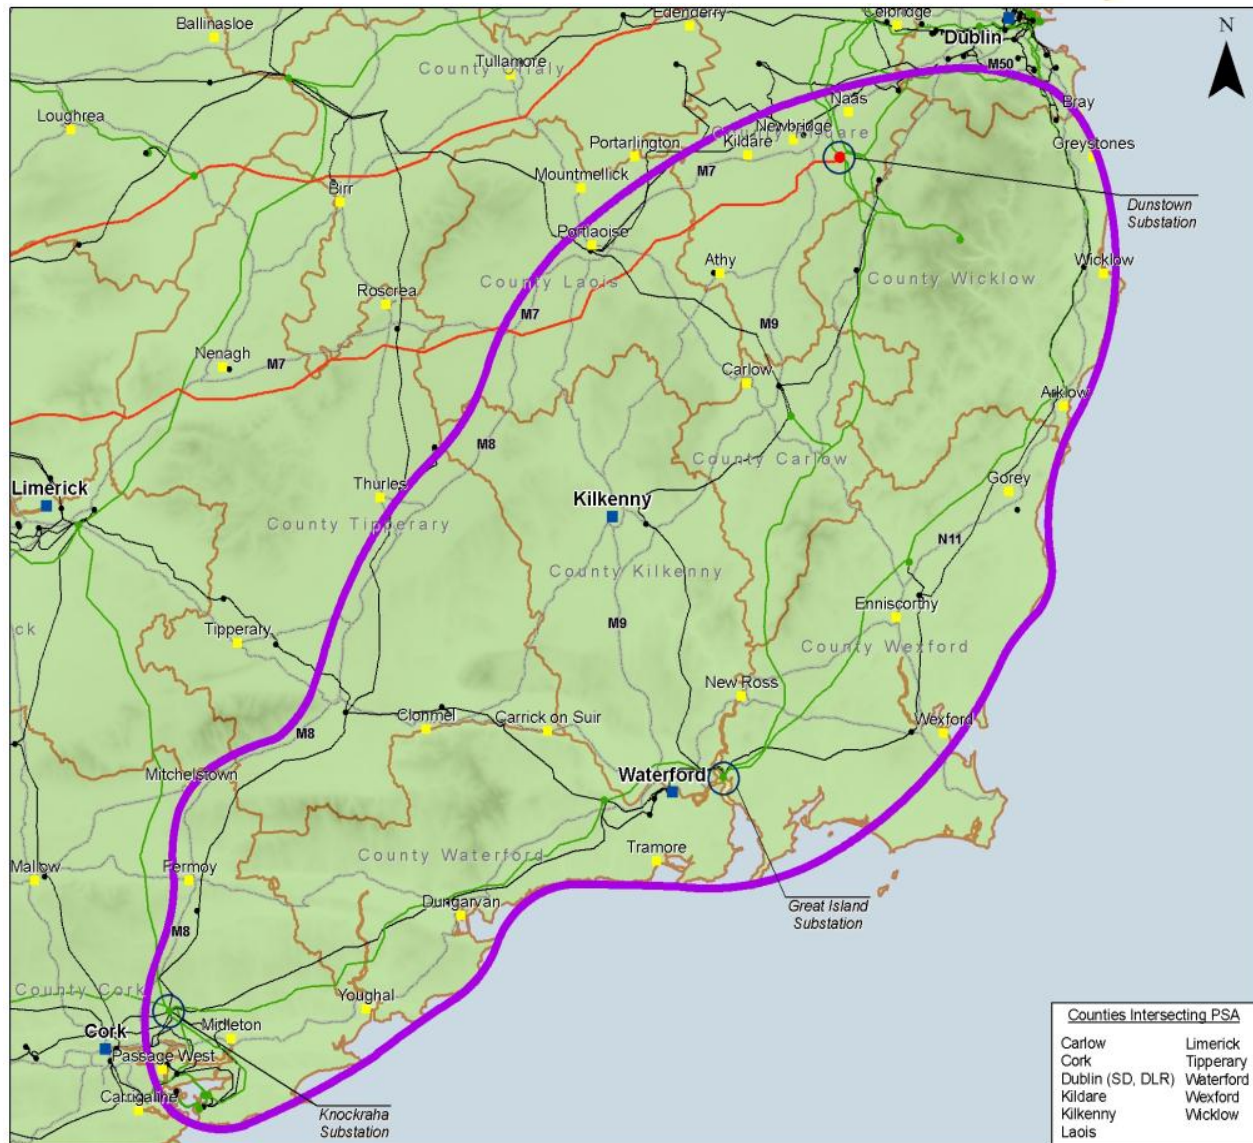 Ballinasloe
Edenderry
Celbridge
Dublin
N
Tullamore
County Offaly
M50
Loughrea
Naas
Bray
Newbridge
County Kildare
Portarlington
Kildare
Greystones
Mountmellick
M7
Birr
Dunstown
Substation
Portlaoise
Athy
Wicklow
County Laois
County Wicklow
Roscrea
M7
M9
Nenagh
M7
Carlow
Arklow
M8
County Carlow
Limerick
Thurles
Kilkenny
Gorey
County Tipperary
N11
County Kilkenny
Enniscorthy
Tipperary
ck
M9
County Wexford
New Ross
Clonmel
Carrick on Suir
Wexford
M8
Mitchelstown
Waterford
Tramore
County Waterford
Mallow
Fermoy
Great Island
Substation
Dungarvan
M8
County Cork
Youghal
Cork
Midleton
Passage West
Carrigaline
Knockraha
Substation
Counties Intersecting PSA
Carlow Limerick
Cork Tipperary
Dublin (SD, DLR) Waterford
Kildare Wexford
Kilkenny Wicklow
Laois